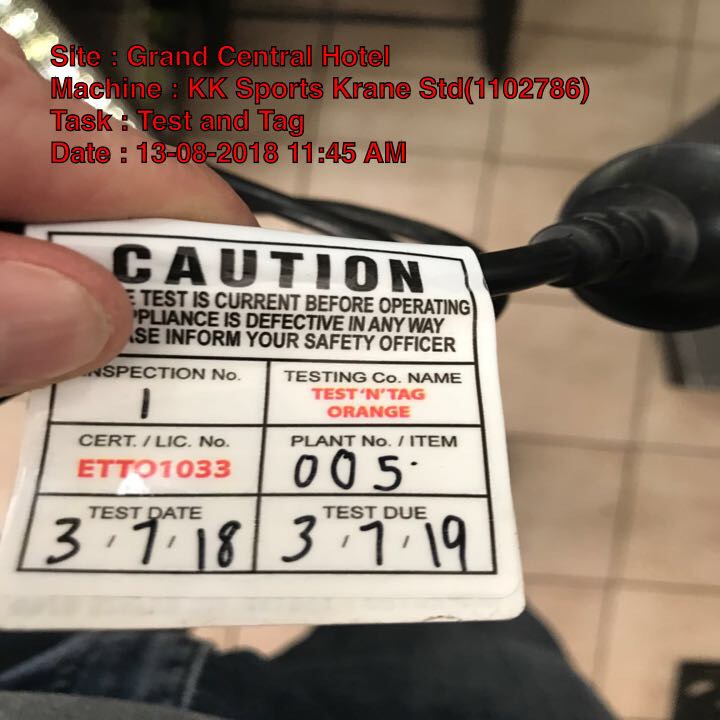 Site : Grand Central Hotel
Machine : KK Sports Krane Std(1102786)
Task : Test and Tag
Date : 13-08-2018 11:45 AM
CAUTION
TEST IS CURRENT BEFORE OPERATING
APPLIANCE IS DEFECTIVE IN ANY WAY
INFORM YOUR SAFETY OFFICER
INSPECTION No.
1
TESTING Co. NAME
TEST 'N' TAG
ORANGE
CERT. / LIC. No.
ETTO1033
PLANT No. / ITEM
005
TEST DATE
3 / 7 / 18
TEST DUE
3 / 7 / 19